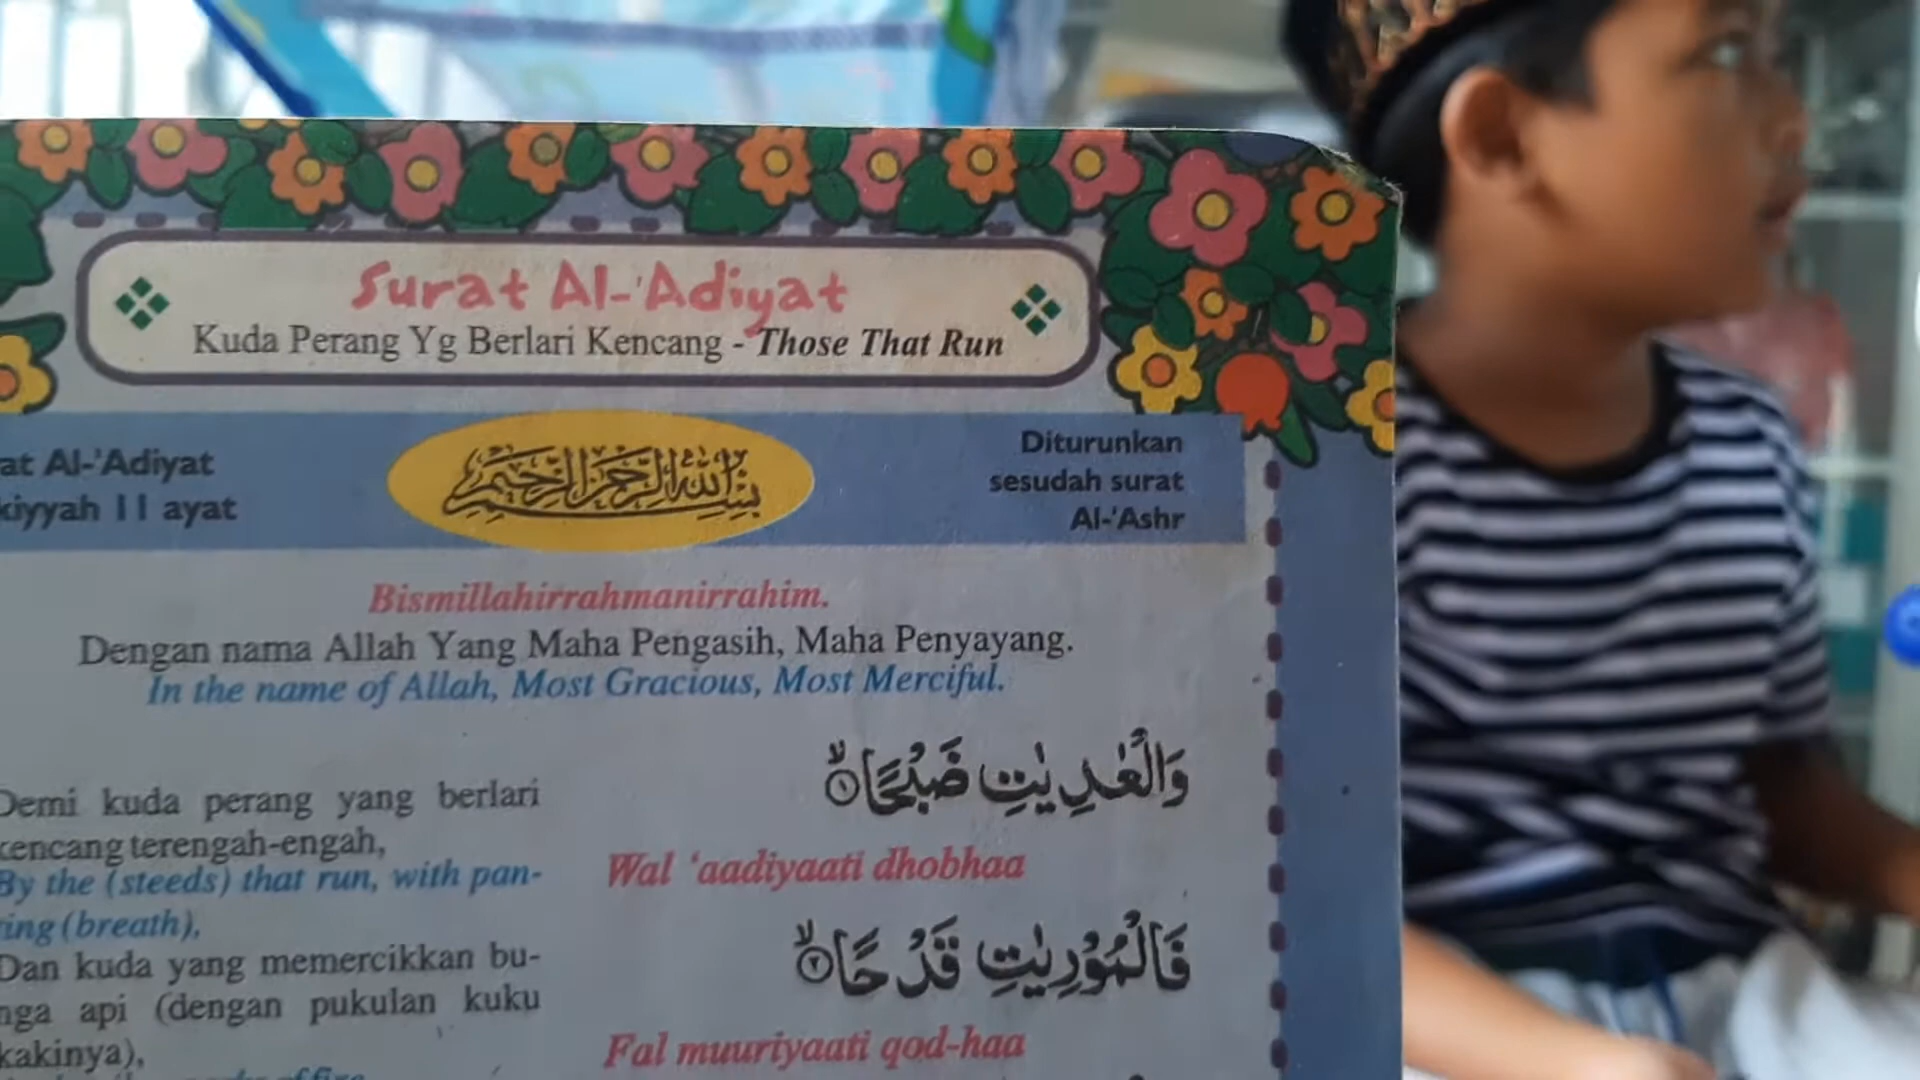 Surat Al-'Adiyat
Kuda Perang Yg Berlari Kencang - Those That Run
at Al-'Adiyat
kiyyah 11 ayat
بِسْمِ اللهِ الرَّحْمٰنِ الرَّحِيْمِ
Diturunkan
sesudah surat
Al-'Ashr
Bismillahirrahmanirrahim.
Dengan nama Allah Yang Maha Pengasih, Maha Penyayang.
In the name of Allah, Most Gracious, Most Merciful.
وَالْعٰدِيٰتِ ضَبْحًاۙ ١
Wal 'aadiyaati dhobhaa
فَالْمُوْرِيٰتِ قَدْحًاۙ ٢
Fal muuriyaati qod-haa
Demi kuda perang yang berlari
kencang terengah-engah,
By the (steeds) that run, with pan-
ting (breath),
Dan kuda yang memercikkan bu-
nga api (dengan pukulan kuku
kakinya),